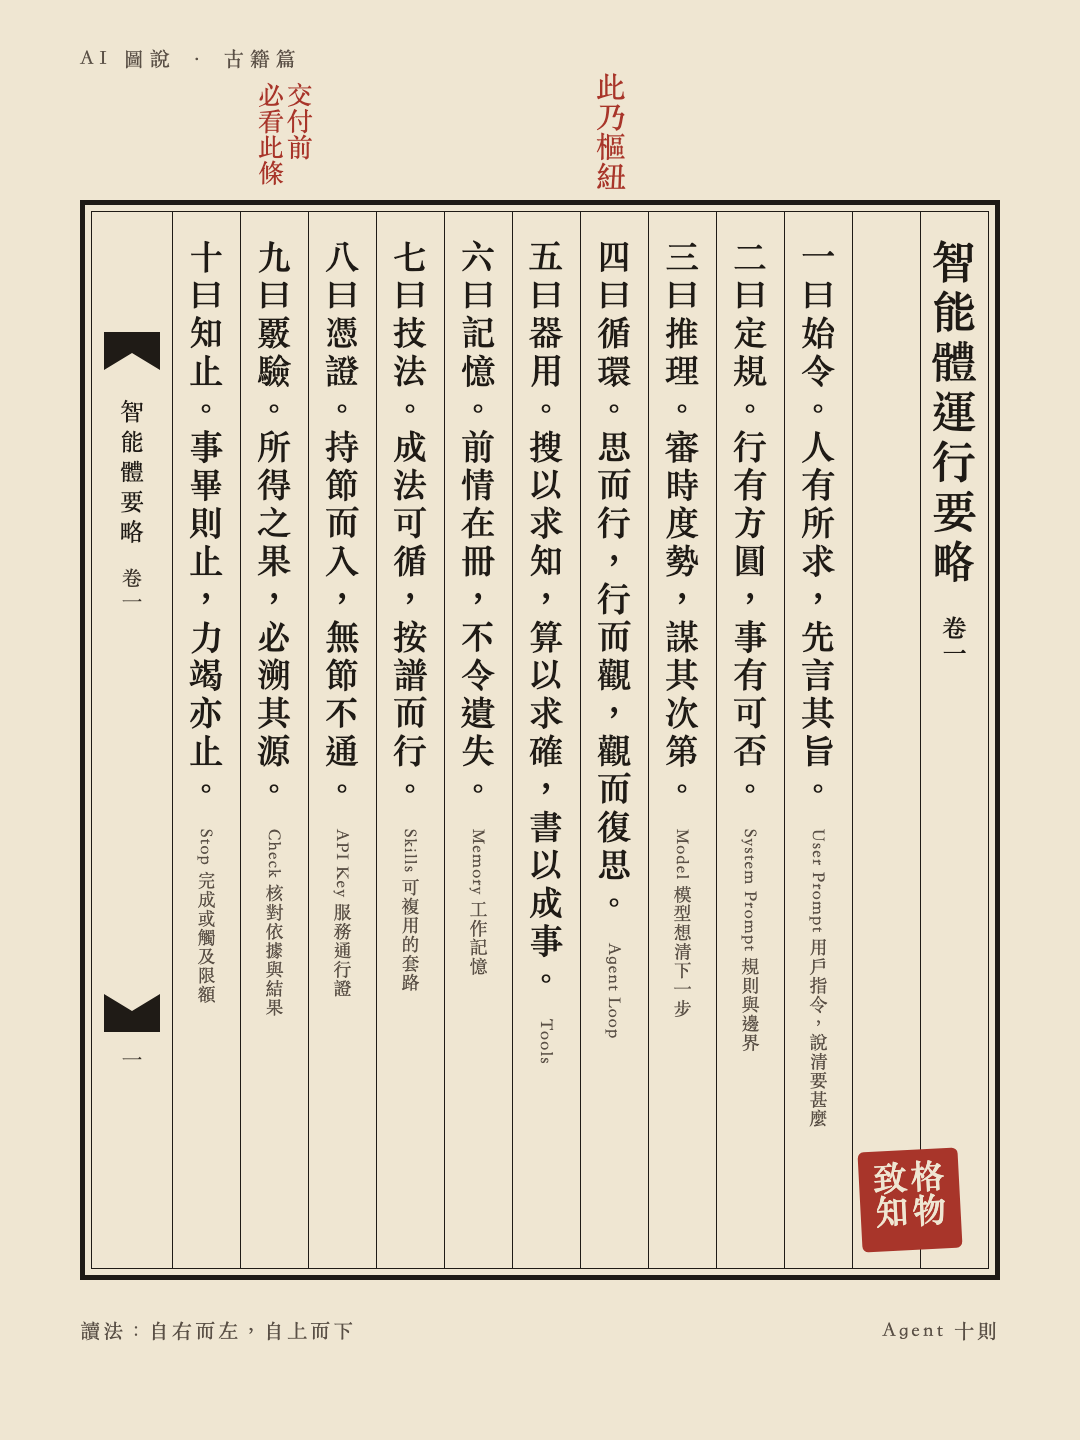 AI 圖說 · 古籍篇
此乃樞紐
交付前
必看此條
智能體運行要略 卷一
一曰始令。人有所求，先言其旨。 User Prompt 用戶指令，說清要甚麼
二曰定規。行有方圓，事有可否。 System Prompt 規則與邊界
三曰推理。審時度勢，謀其次第。 Model 模型想清下一步
四曰循環。思而行，行而觀，觀而復思。 Agent Loop
五曰器用。搜以求知，算以求確，書以成事。 Tools
六曰記憶。前情在冊，不令遺失。 Memory 工作記憶
七曰技法。成法可循，按譜而行。 Skills 可複用的套路
八曰憑證。持節而入，無節不通。 API Key 服務通行證
九曰覈驗。所得之果，必溯其源。 Check 核對依據與結果
十曰知止。事畢則止，力竭亦止。 Stop 完成或觸及限額
智能體要略 卷一
一
格物
致知
讀法：自右而左，自上而下
Agent 十則